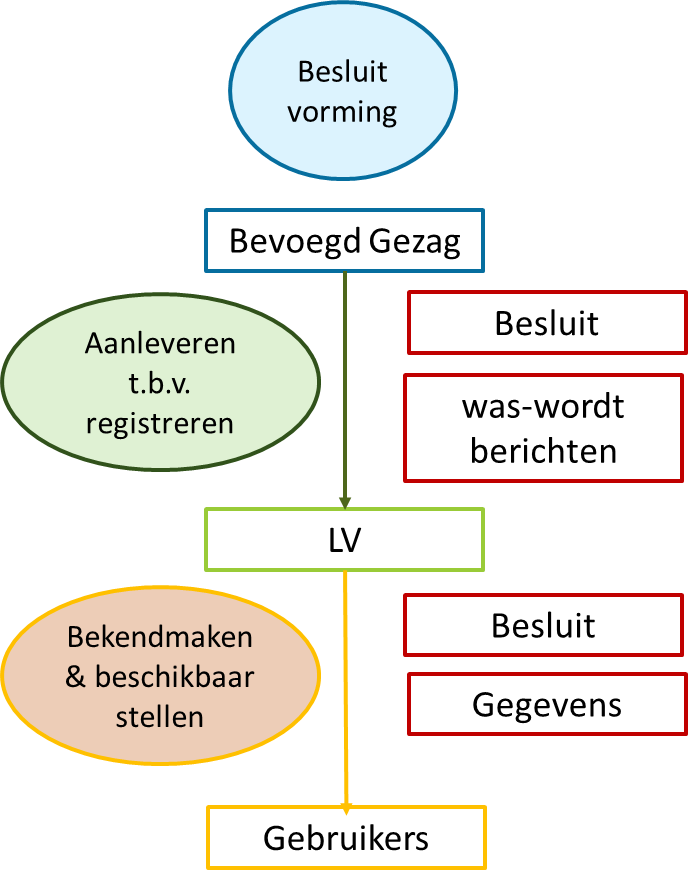 Besluit
vorming
Bevoegd Gezag
Aanleveren
t.b.v.
registreren
Besluit
was-wordt
berichten
LV
Bekendmaken
& beschikbaar
stellen
Besluit
Gegevens
Gebruikers